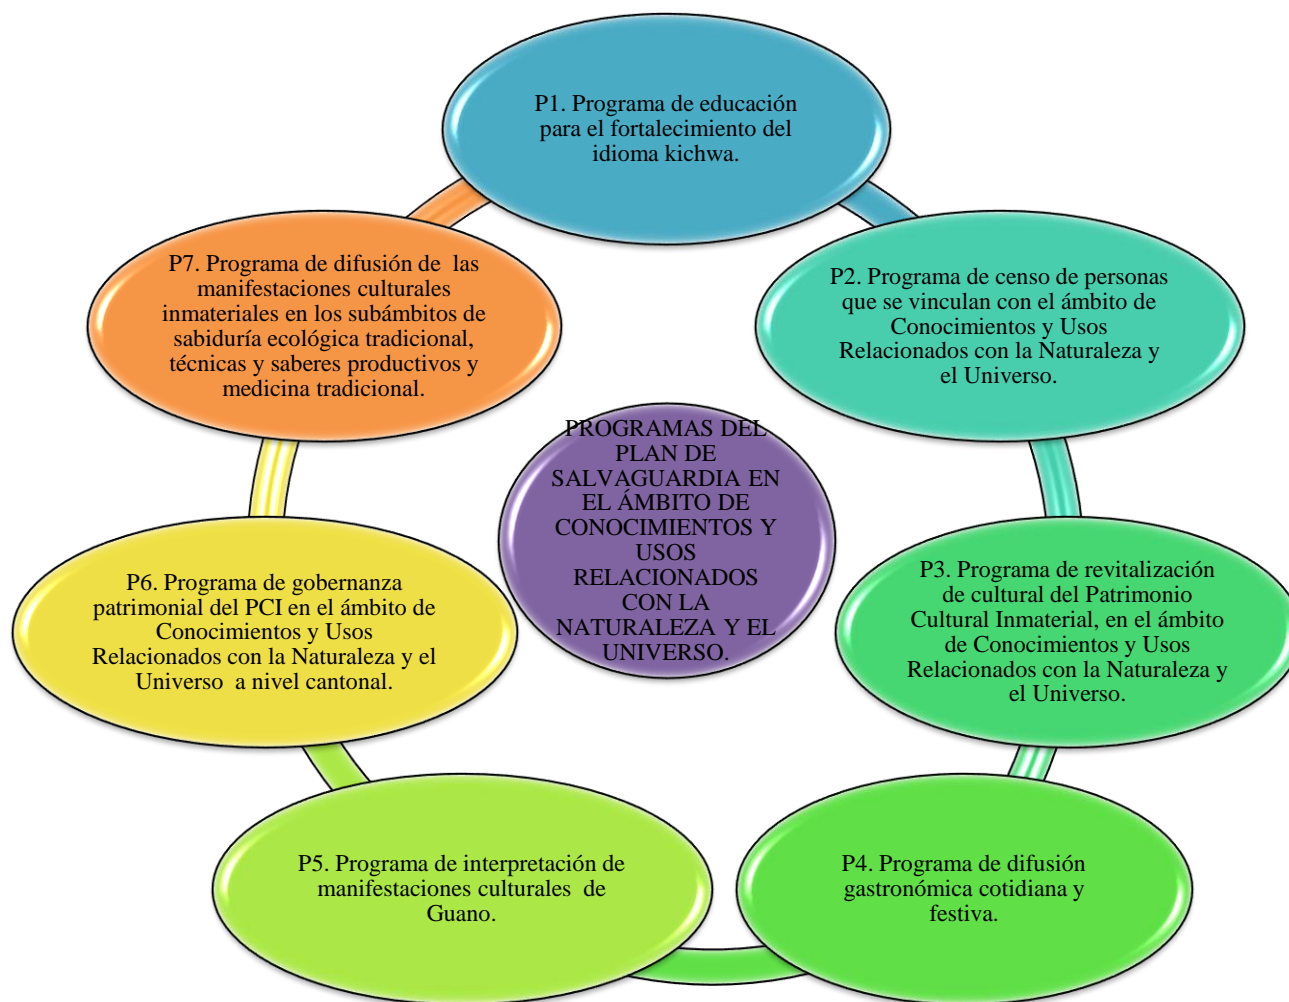 P1. Programa de educación
para el fortalecimiento del
idioma kichwa.
P2. Programa de censo de personas
que se vinculan con el ámbito de
Conocimientos y Usos
Relacionados con la Naturaleza y
el Universo.
P3. Programa de revitalización
de cultural del Patrimonio
Cultural Inmaterial, en el ámbito
de Conocimientos y Usos
Relacionados con la Naturaleza y
el Universo.
P4. Programa de difusión
gastronómica cotidiana y
festiva.
P5. Programa de interpretación de
manifestaciones culturales de
Guano.
P6. Programa de gobernanza
patrimonial del PCI en el ámbito de
Conocimientos y Usos
Relacionados con la Naturaleza y el
Universo a nivel cantonal.
P7. Programa de difusión de las
manifestaciones culturales
inmateriales en los subámbitos de
sabiduría ecológica tradicional,
técnicas y saberes productivos y
medicina tradicional.
PROGRAMAS DEL
PLAN DE
SALVAGUARDIA EN
EL ÁMBITO DE
CONOCIMIENTOS Y
USOS
RELACIONADOS
CON LA
NATURALEZA Y EL
UNIVERSO.